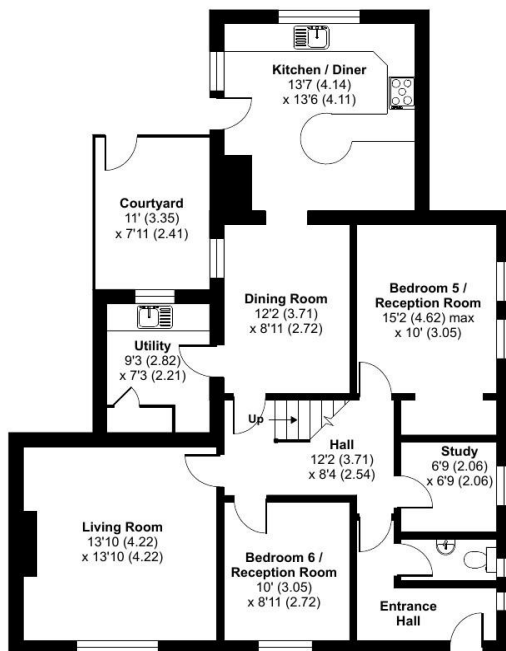 Kitchen / Diner
13'7 (4.14)
x 13'6 (4.11)
Courtyard
11' (3.35)
x 7'11 (2.41)
Dining Room
12'2 (3.71)
x 8'11 (2.72)
Bedroom 5 /
Reception Room
15'2 (4.62) max
x 10' (3.05)
Utility
9'3 (2.82)
x 7'3 (2.21)
Up
Hall
12'2 (3.71)
x 8'4 (2.54)
Study
6'9 (2.06)
x 6'9 (2.06)
Living Room
13'10 (4.22)
x 13'10 (4.22)
Bedroom 6 /
Reception Room
10' (3.05)
x 8'11 (2.72)
Entrance
Hall